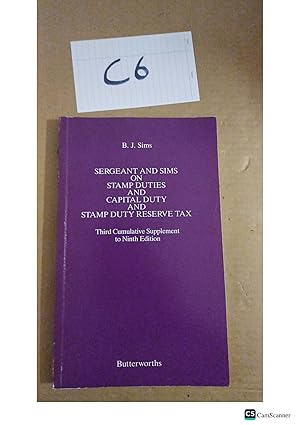 C6
B. J. Sims
SERGEANT AND SIMS
ON
STAMP DUTIES
AND
CAPITAL DUTY
AND
STAMP DUTY RESERVE TAX
Third Cumulative Supplement
to Ninth Edition
Butterworths
CS CamScanner